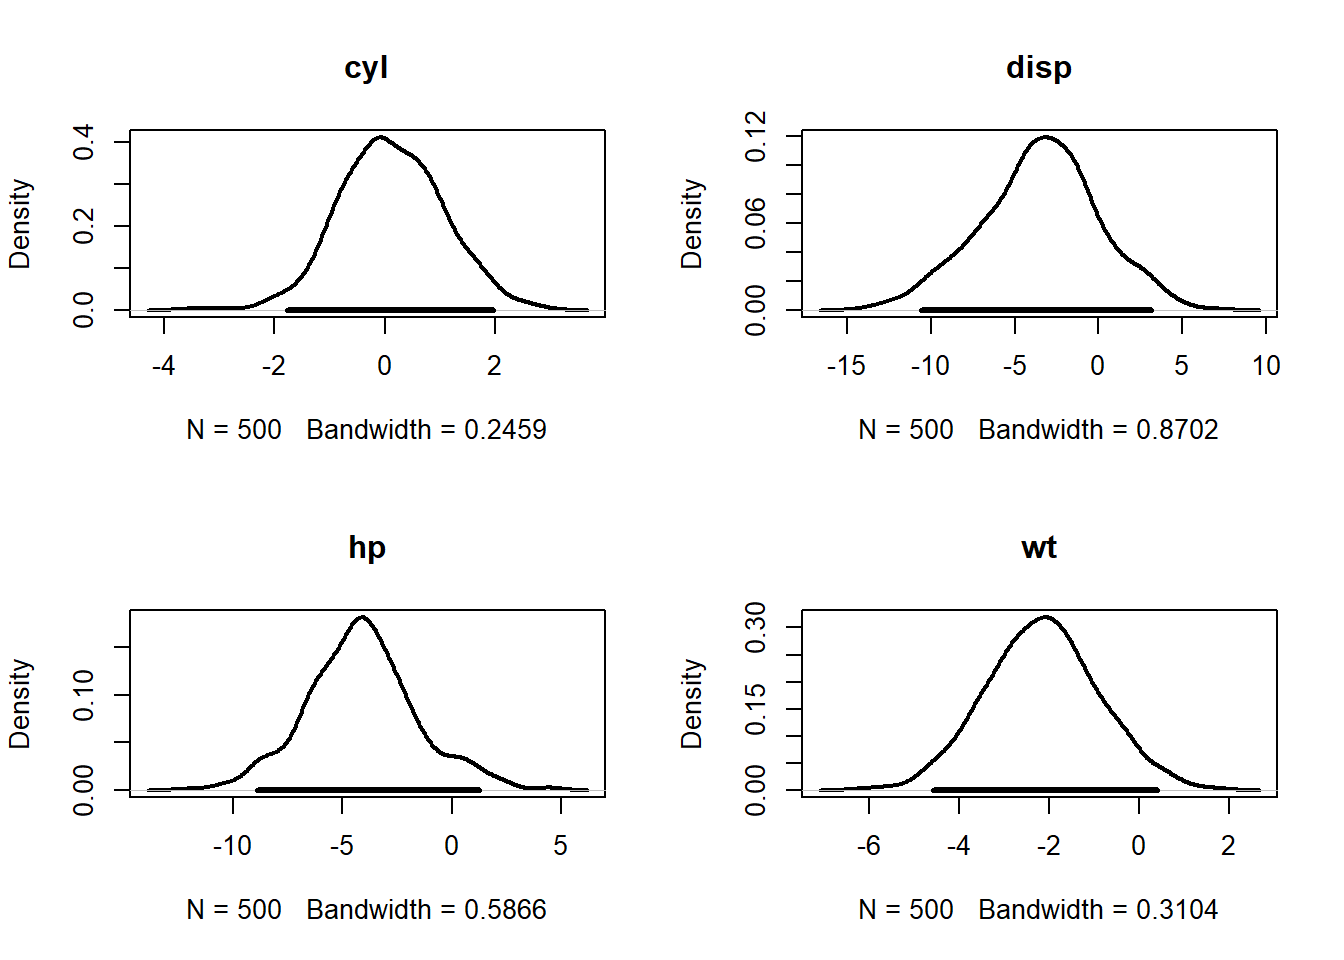 cyl
Density
0.0 0.2 0.4
-4 -2 0 2
N = 500 Bandwidth = 0.2459
disp
Density
0.00 0.06 0.12
-15 -10 -5 0 5 10
N = 500 Bandwidth = 0.8702
hp
Density
0.00 0.10
-10 -5 0 5
N = 500 Bandwidth = 0.5866
wt
Density
0.00 0.15 0.30
-6 -4 -2 0 2
N = 500 Bandwidth = 0.3104